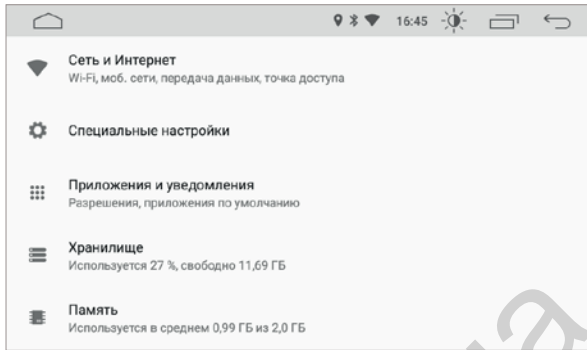 16:45
Сеть и Интернет
Wi-Fi, моб. сети, передача данных, точка доступа
Специальные настройки
Приложения и уведомления
Разрешения, приложения по умолчанию
Хранилище
Используется 27 %, свободно 11,69 ГБ
Память
Используется в среднем 0,99 ГБ из 2,0 ГБ